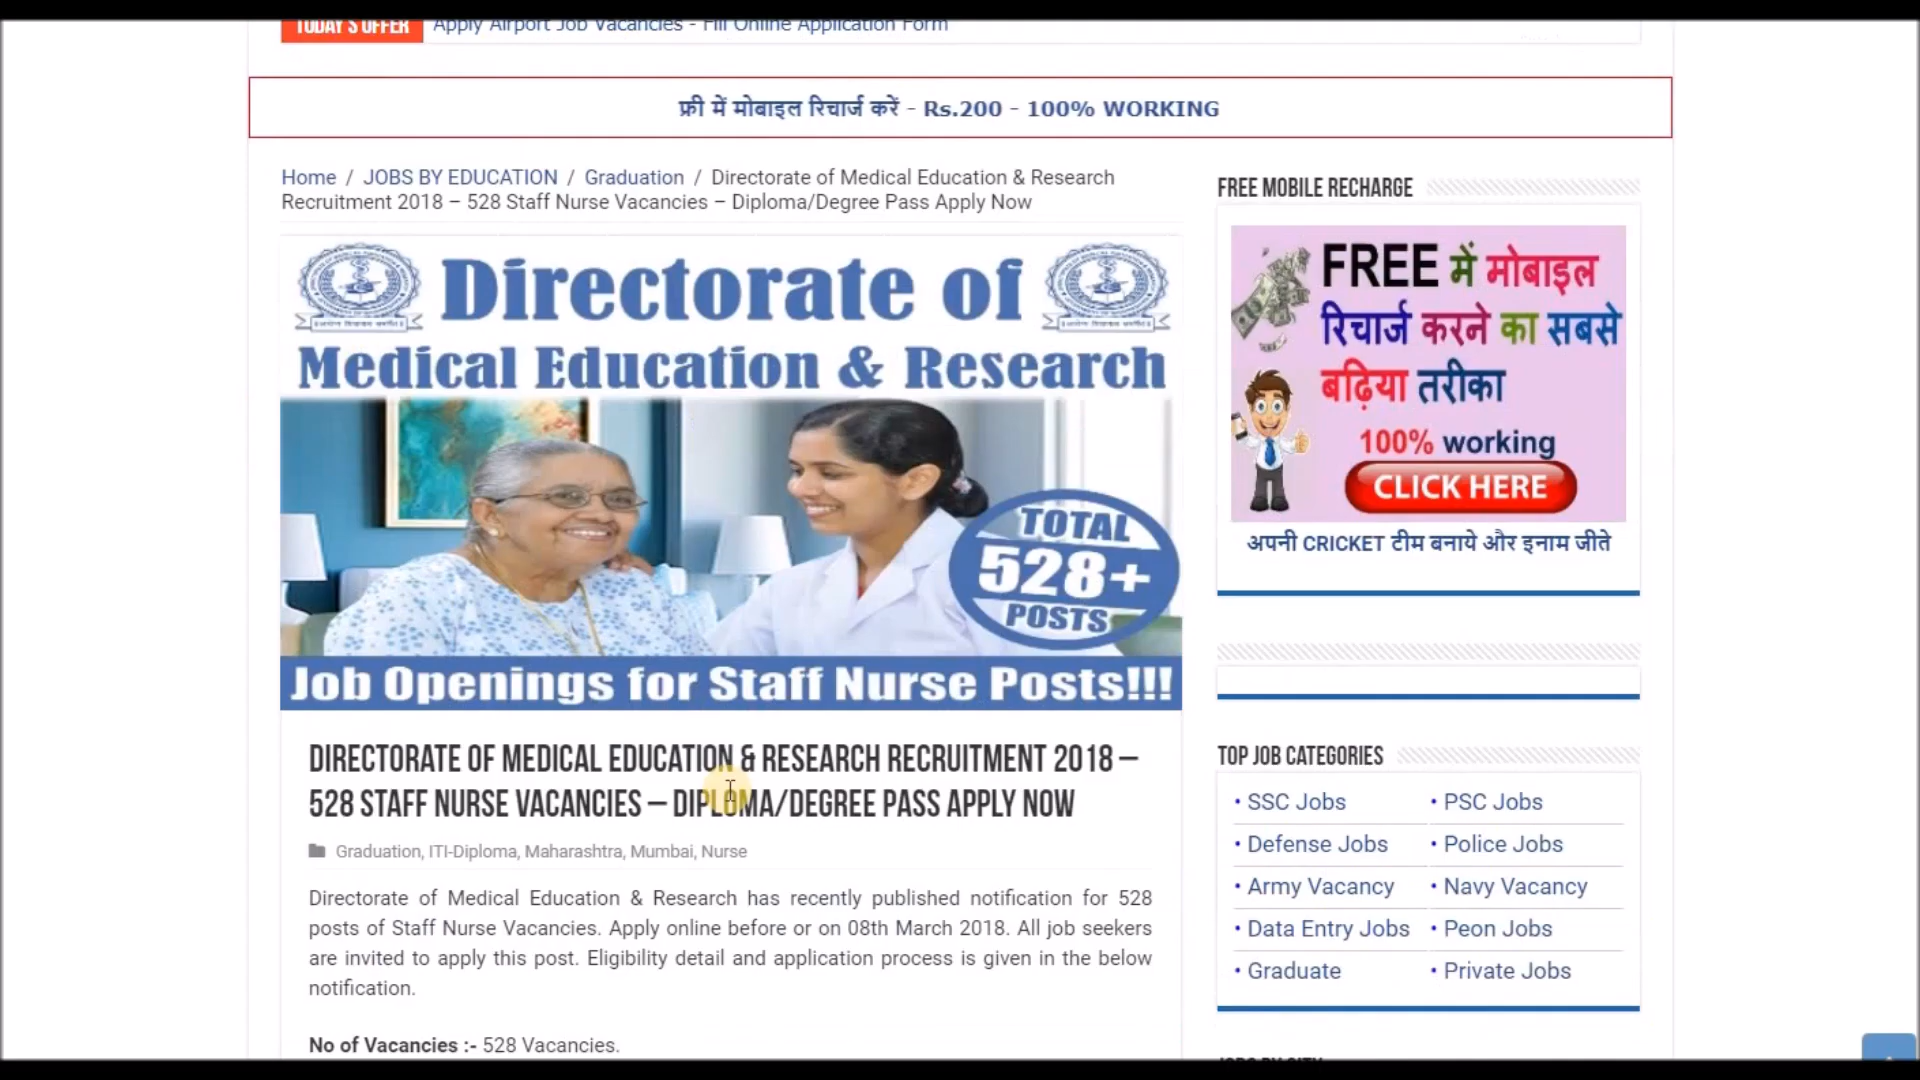 TODAY'S OFFER
Apply Airport Job Vacancies - Fill Online Application Form
फ्री में मोबाइल रिचार्ज करें - Rs.200 - 100% WORKING
Home / JOBS BY EDUCATION / Graduation / Directorate of Medical Education & Research
Recruitment 2018 – 528 Staff Nurse Vacancies – Diploma/Degree Pass Apply Now
Directorate of
Medical Education & Research
TOTAL
528+
POSTS
Job Openings for Staff Nurse Posts!!!
DIRECTORATE OF MEDICAL EDUCATION & RESEARCH RECRUITMENT 2018 –
528 STAFF NURSE VACANCIES – DIPLOMA/DEGREE PASS APPLY NOW
Graduation, ITI-Diploma, Maharashtra, Mumbai, Nurse
Directorate of Medical Education & Research has recently published notification for 528
posts of Staff Nurse Vacancies. Apply online before or on 08th March 2018. All job seekers
are invited to apply this post. Eligibility detail and application process is given in the below
notification.
No of Vacancies :- 528 Vacancies.
FREE MOBILE RECHARGE
FREE में मोबाइल
रिचार्ज करने का सबसे
बढ़िया तरीका
100% working
CLICK HERE
अपनी CRICKET टीम बनाये और इनाम जीते
TOP JOB CATEGORIES
• SSC Jobs
• PSC Jobs
• Defense Jobs
• Police Jobs
• Army Vacancy
• Navy Vacancy
• Data Entry Jobs
• Peon Jobs
• Graduate
• Private Jobs